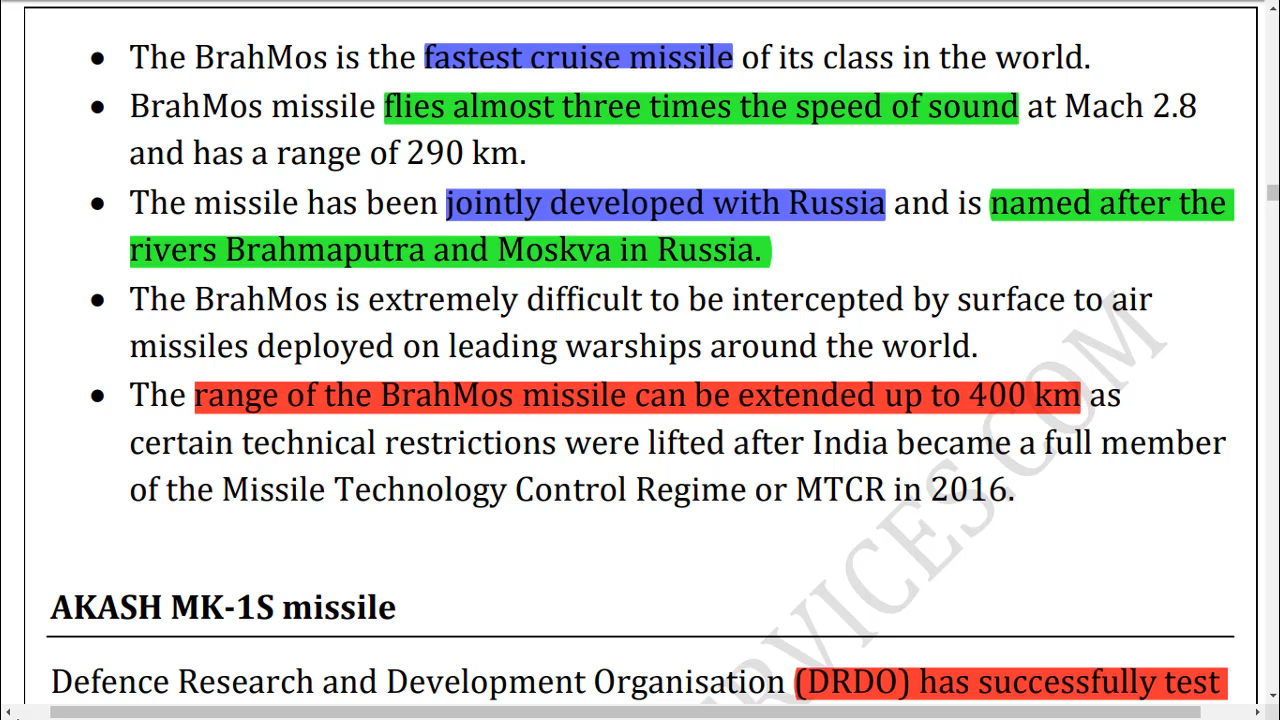 • The BrahMos is the fastest cruise missile of its class in the world.
• BrahMos missile flies almost three times the speed of sound at Mach 2.8
and has a range of 290 km.
• The missile has been jointly developed with Russia and is named after the
rivers Brahmaputra and Moskva in Russia.
• The BrahMos is extremely difficult to be intercepted by surface to air
missiles deployed on leading warships around the world.
• The range of the BrahMos missile can be extended up to 400 km as
certain technical restrictions were lifted after India became a full member
of the Missile Technology Control Regime or MTCR in 2016.
AKASH MK-1S missile
Defence Research and Development Organisation (DRDO) has successfully test
RVICES.COM